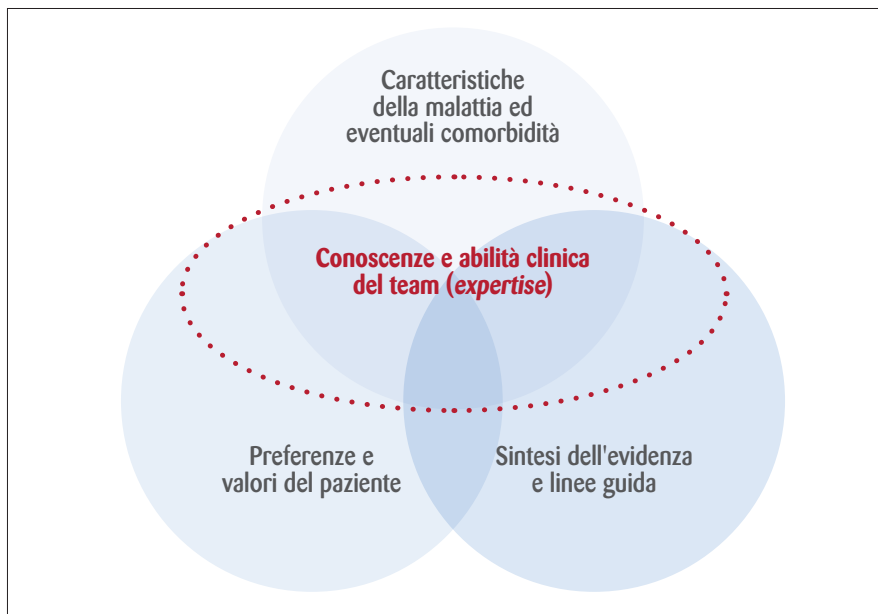 Caratteristiche
della malattia ed
eventuali comorbidità
Conoscenze e abilità clinica
del team (expertise)
Preferenze e
valori del paziente
Sintesi dell'evidenza
e linee guida